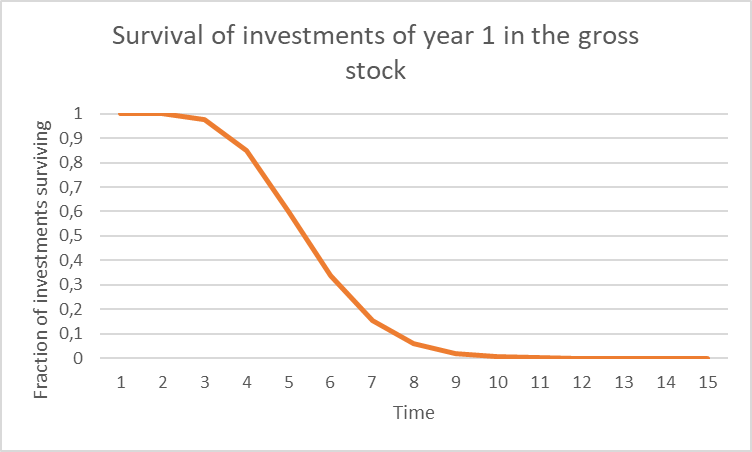 Survival of investments of year 1 in the gross
stock
Fraction of investments surviving
1
0,9
0,8
0,7
0,6
0,5
0,4
0,3
0,2
0,1
0
1 2 3 4 5 6 7 8 9 10 11 12 13 14 15
Time